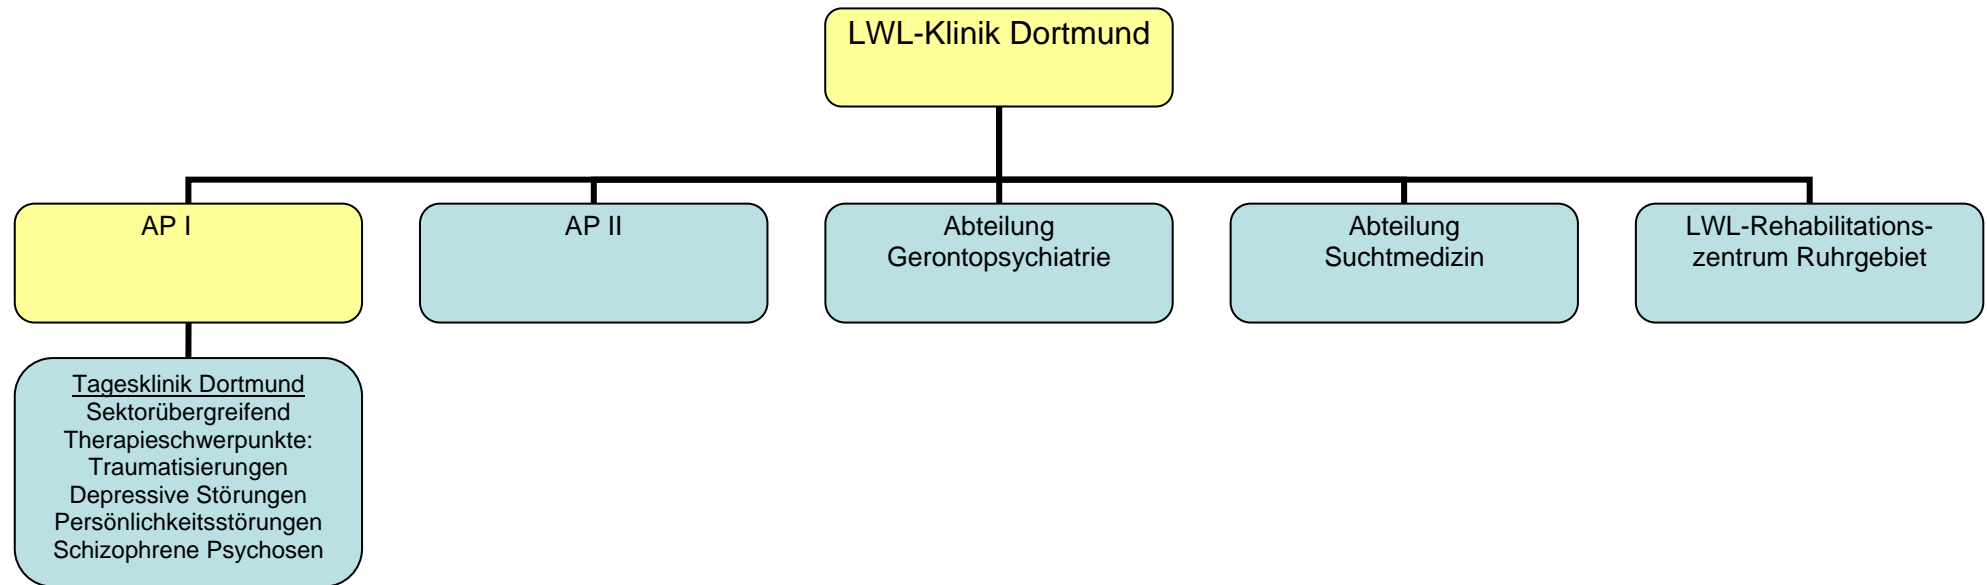 LWL-Klinik Dortmund
AP I
AP II
Abteilung
Gerontopsychiatrie
Abteilung
Suchtmedizin
LWL-Rehabilitations-
zentrum Ruhrgebiet
Tagesklinik Dortmund
Sektorübergreifend
Therapieschwerpunkte:
Traumatisierungen
Depressive Störungen
Persönlichkeitsstörungen
Schizophrene Psychosen